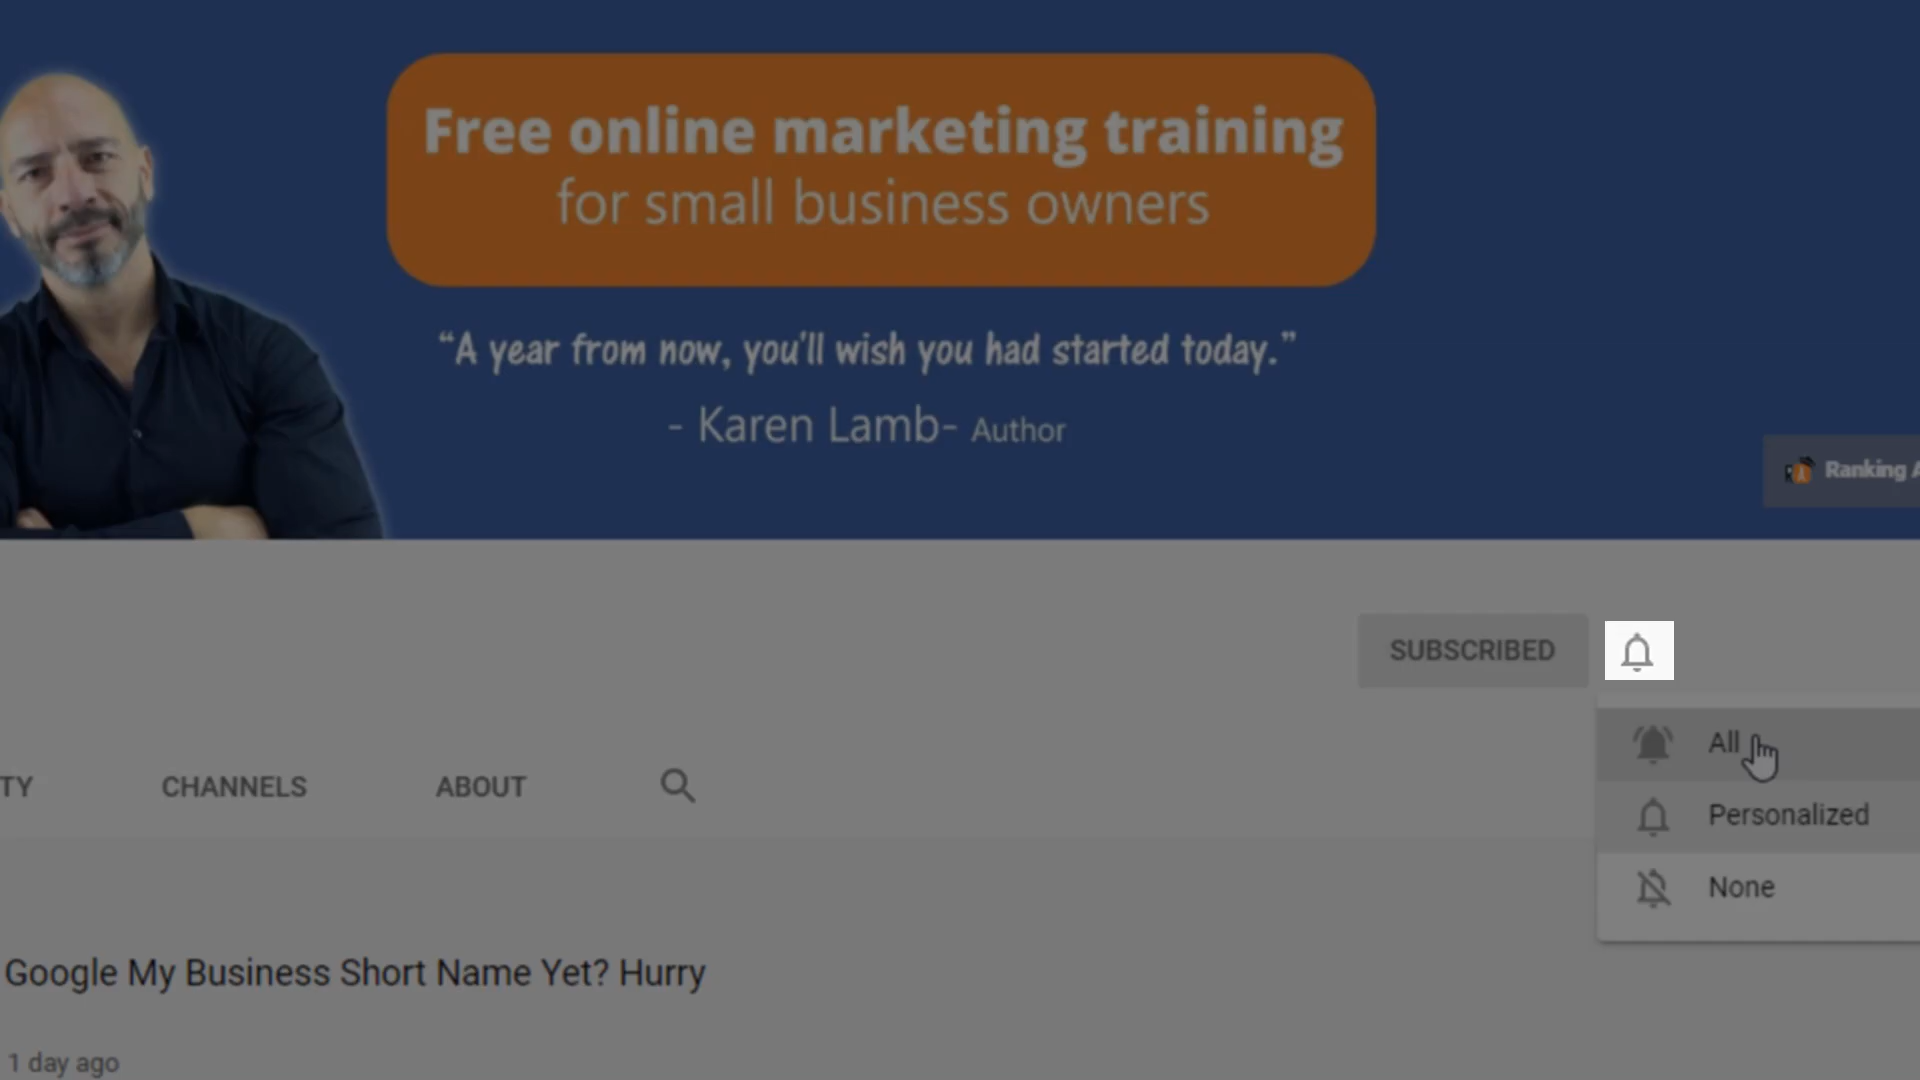 Free online marketing training
for small business owners
“A year from now, you'll wish you had started today.”
- Karen Lamb- Author
Ranking
SUBSCRIBED
All
Personalized
None
TY
CHANNELS
ABOUT
Google My Business Short Name Yet? Hurry
1 day ago